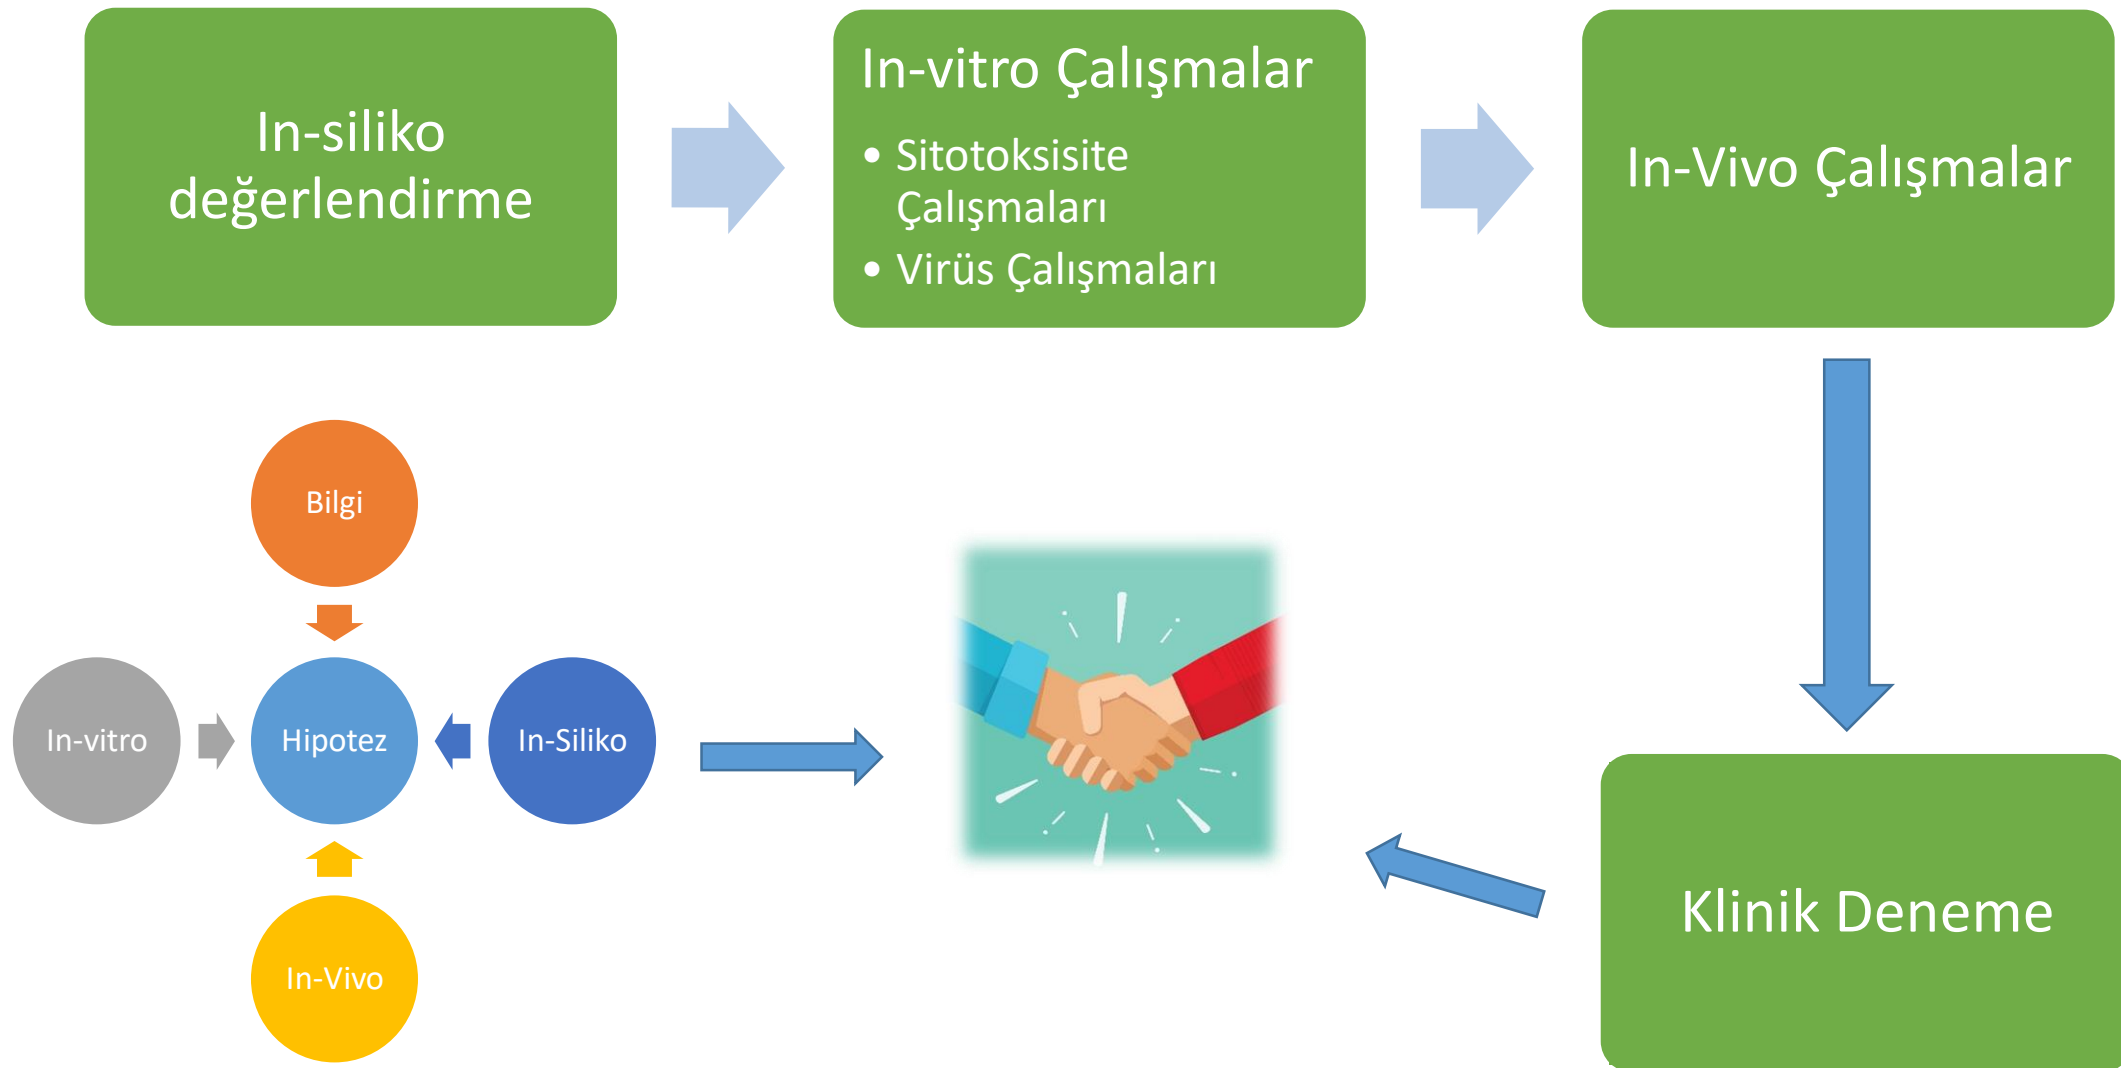 In-siliko
değerlendirme
In-vitro Çalışmalar
• Sitotoksisite
Çalışmaları
• Virüs Çalışmaları
In-Vivo Çalışmalar
Bilgi
In-vitro
Hipotez
In-Siliko
In-Vivo
Klinik Deneme